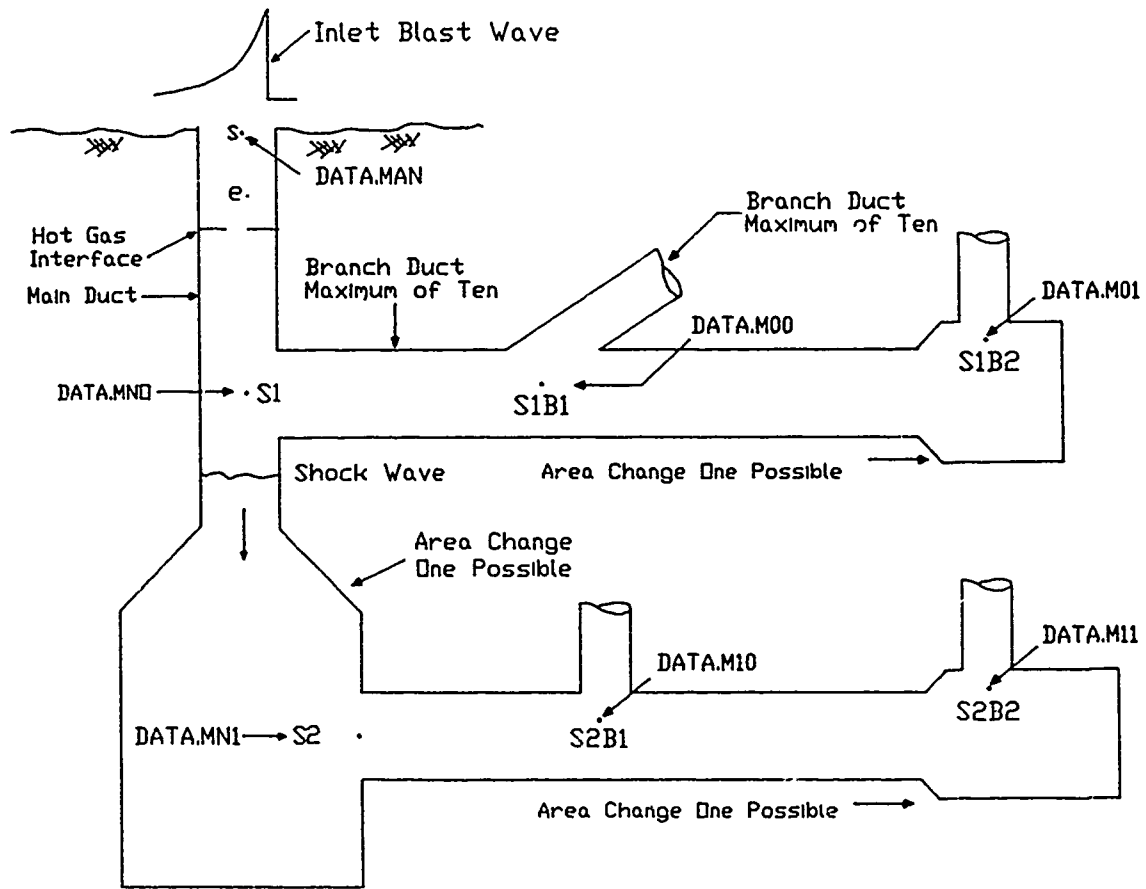 Inlet Blast Wave
s.
DATA.MAN
e.
Branch Duct
Maximum of Ten
Hot Gas
Interface
Branch Duct
Maximum of Ten
Main Duct
DATA.M01
DATA.M00
S1B2
DATA.MN0
S1
S1B1
Shock Wave
Area Change One Possible
Area Change
One Possible
DATA.M10
DATA.M11
S2B2
DATA.MN1
S2
S2B1
Area Change One Possible